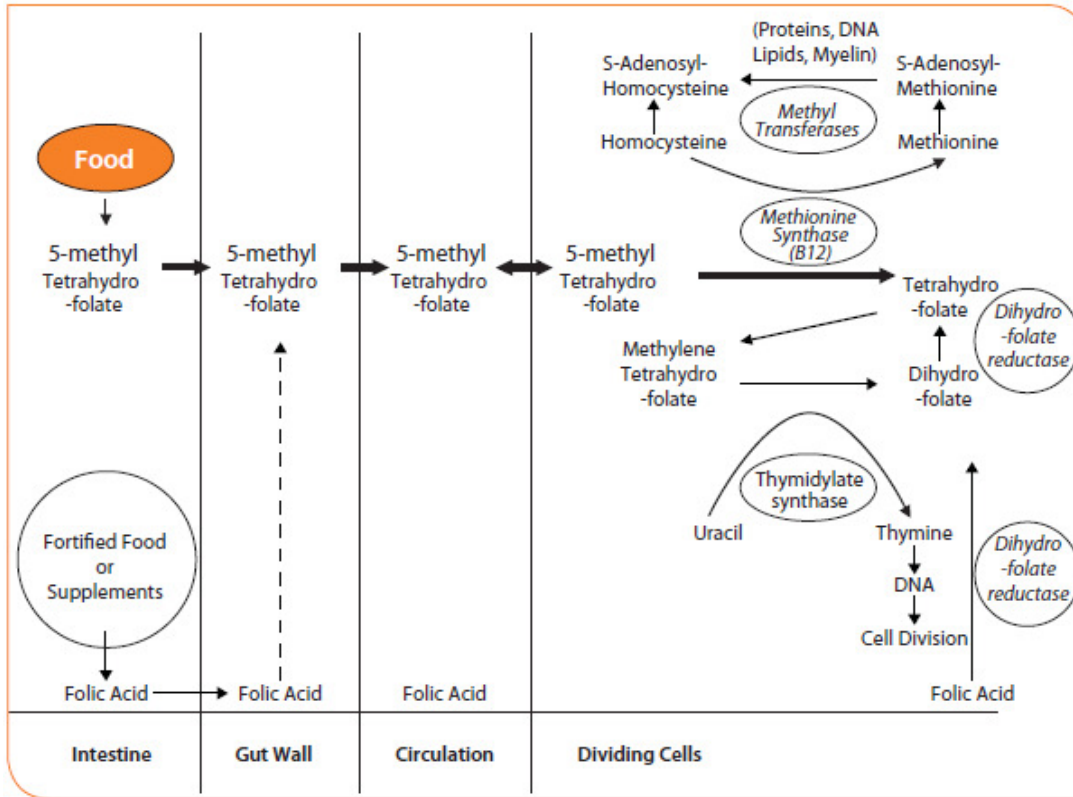 (Proteins, DNA
Lipids, Myelin)
S-Adenosyl-
Homocysteine
S-Adenosyl-
Methionine
Methyl
Transferases
Homocysteine
Methionine
Food
Methionine
Synthase
(B12)
5-methyl
Tetrahydro
-folate
5-methyl
Tetrahydro
-folate
5-methyl
Tetrahydro
-folate
5-methyl
Tetrahydro
-folate
Tetrahydro
-folate
Dihydro
-folate
reductase
Methylene
Tetrahydro
-folate
Dihydro
-folate
Thymidylate
synthase
Uracil
Thymine
DNA
Cell Division
Fortified Food
or
Supplements
Dihydro
-folate
reductase
Folic Acid
Folic Acid
Folic Acid
Folic Acid
Intestine
Gut Wall
Circulation
Dividing Cells